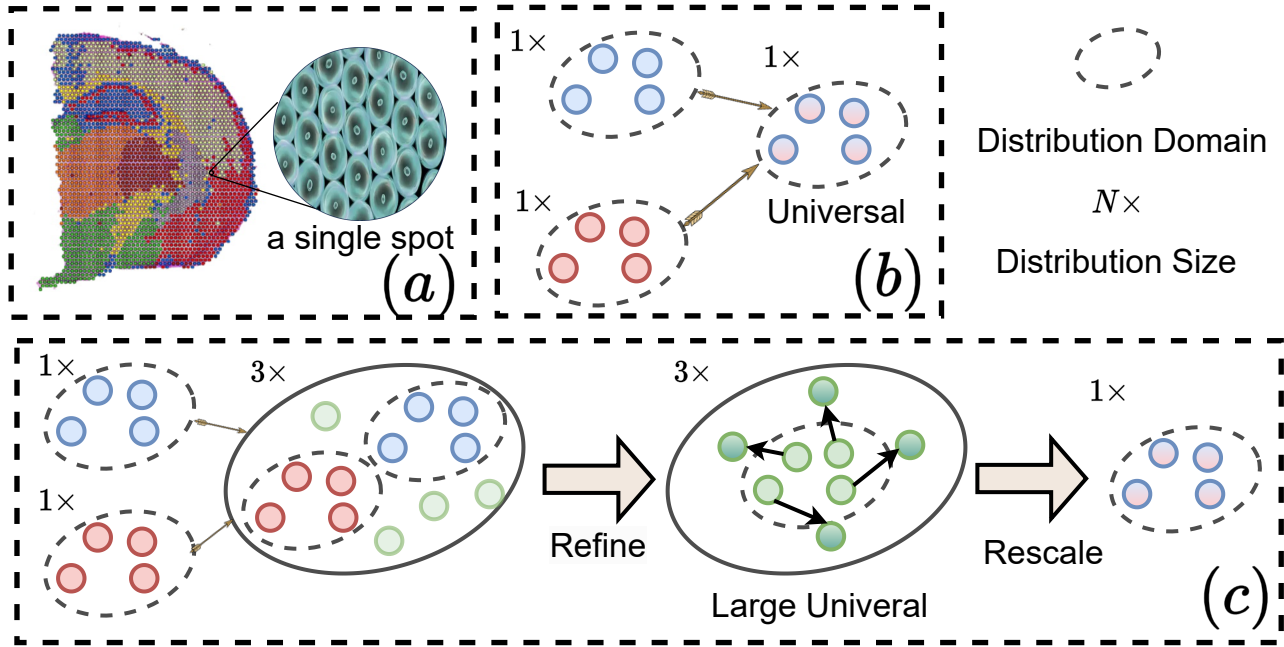 a single spot
(a)
1×
1×
1×
Universal
(b)
Distribution Domain
N×
Distribution Size
1×
3×
1×
Refine
3×
Large Univeral
Rescale
1×
(c)